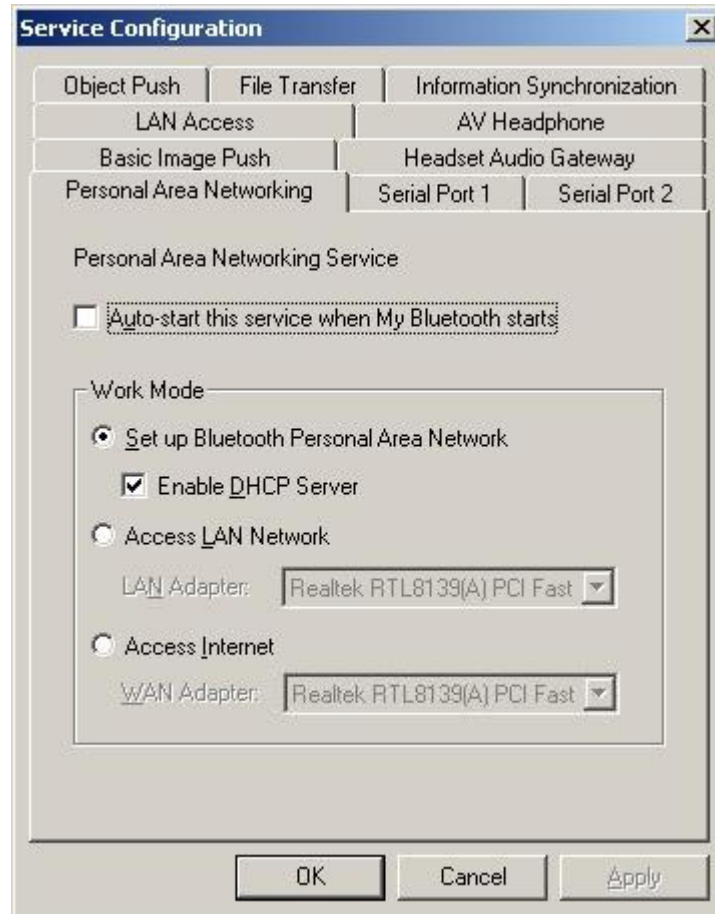 Service Configuration
Object Push
File Transfer
Information Synchronization
LAN Access
AV Headphone
Basic Image Push
Headset Audio Gateway
Personal Area Networking
Serial Port 1
Serial Port 2
Personal Area Networking Service
Auto-start this service when My Bluetooth starts
Work Mode
Set up Bluetooth Personal Area Network
Enable DHCP Server
Access LAN Network
LAN Adapter:
Realtek RTL8139(A) PCI Fast
Access Internet
WAN Adapter:
Realtek RTL8139(A) PCI Fast
OK
Cancel
Apply